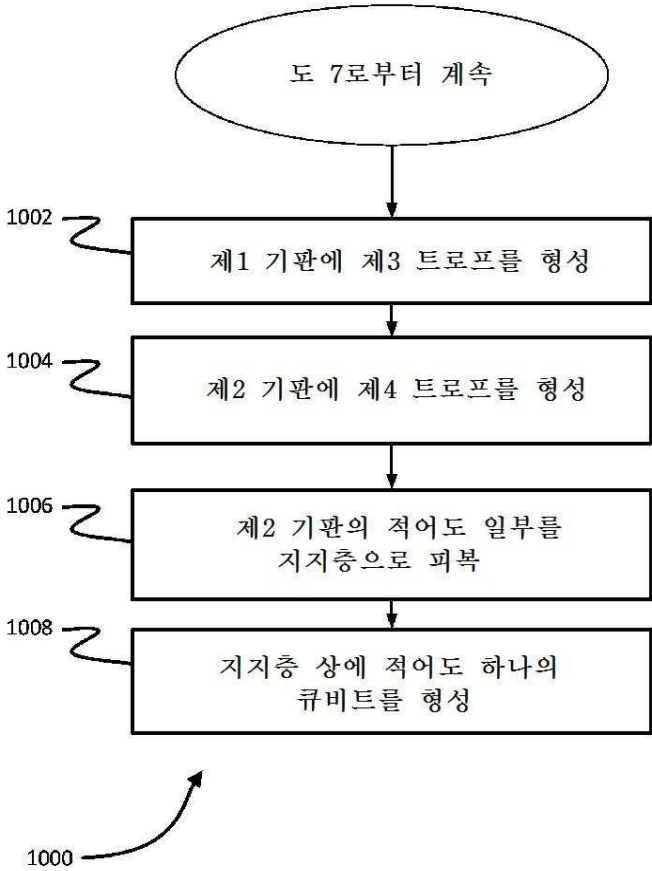 도 7로부터 계속
1002
제1 기판에 제3 트로프를 형성
1004
제2 기판에 제4 트로프를 형성
1006
제2 기판의 적어도 일부를
지지층으로 피복
1008
지지층 상에 적어도 하나의
큐비트를 형성
1000